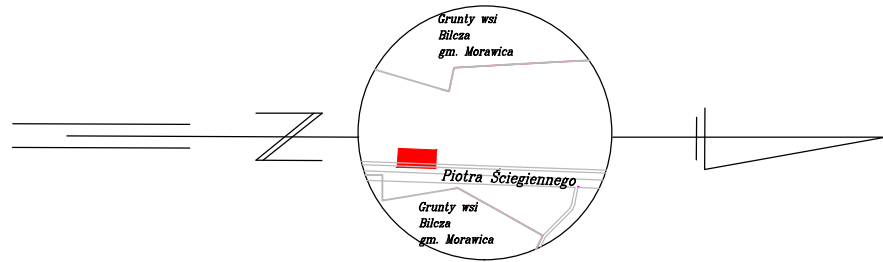 Grunty wsi
Bilcza
gm. Morawica
Piotra Ściegiennego
Grunty wsi
Bilcza
gm. Morawica